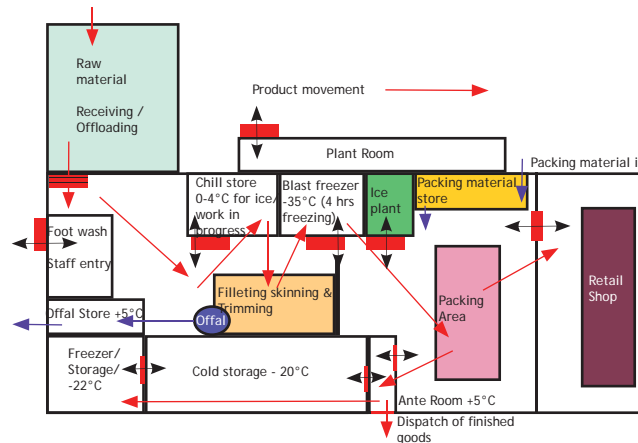 Raw
material
Receiving /
Offloading
Product movement
Plant Room
Packing material i
Chill store
0-4°C for ice/
work in
progress
Blast freezer
-35°C (4 hrs
freezing)
Ice
plant
Packing material
store
Foot wash
Staff entry
Filleting skinning &
Trimming
Offal
Offal Store +5°C
Packing
Area
Retail
Shop
Freezer/
Storage/
-22°C
Cold storage - 20°C
Ante Room +5°C
Dispatch of finished
goods